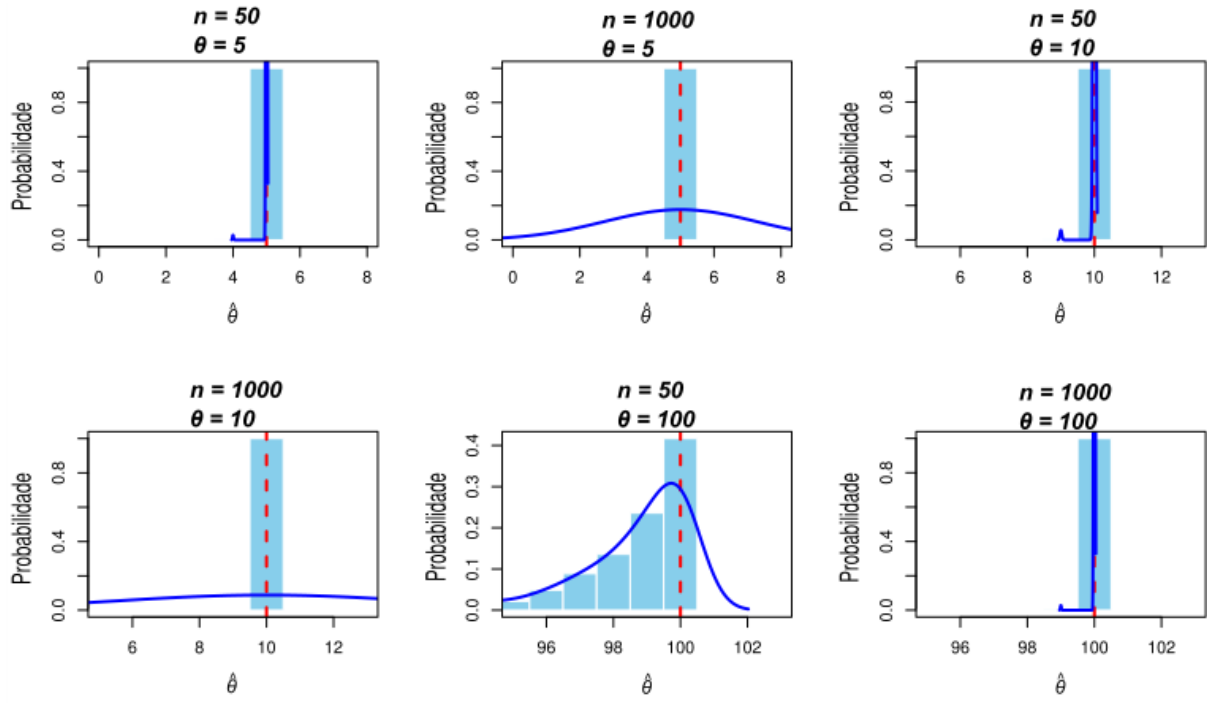 n = 50
θ = 5
Probabilidade
0.0 0.4 0.8
0 2 4 6 8
θ̂
n = 1000
θ = 5
Probabilidade
0.0 0.4 0.8
0 2 4 6 8
θ̂
n = 50
θ = 10
Probabilidade
0.0 0.4 0.8
6 8 10 12
θ̂
n = 1000
θ = 10
Probabilidade
0.0 0.4 0.8
6 8 10 12
θ̂
n = 50
θ = 100
Probabilidade
0.0 0.1 0.2 0.3 0.4
96 98 100 102
θ̂
n = 1000
θ = 100
Probabilidade
0.0 0.4 0.8
96 98 100 102
θ̂